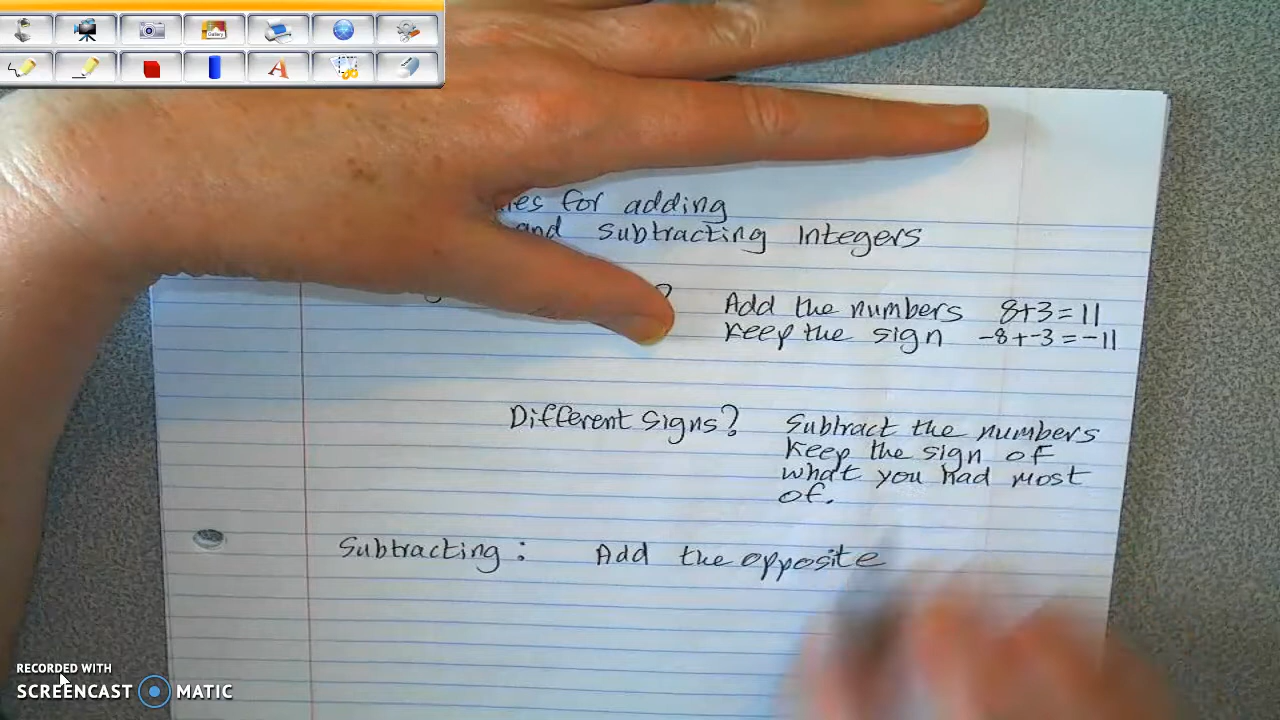 for adding
and subtracting Integers
?
Add the numbers 8+3=11
Keep the sign -8+-3=-11
Different Signs?
Subtract the numbers
Keep the sign of
what you had most
of.
Subtracting: Add the opposite
RECORDED WITH
SCREENCAST MATIC